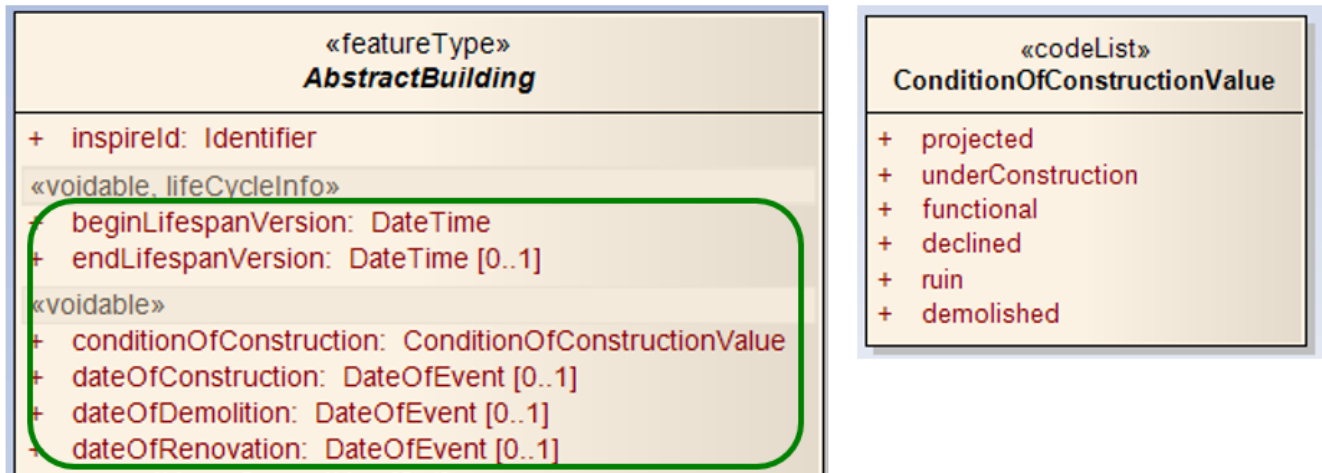 «featureType»
AbstractBuilding
+ inspireId: Identifier
«voidable, lifeCycleInfo»
+ beginLifespanVersion: DateTime
+ endLifespanVersion: DateTime [0..1]
«voidable»
+ conditionOfConstruction: ConditionOfConstructionValue
+ dateOfConstruction: DateOfEvent [0..1]
+ dateOfDemolition: DateOfEvent [0..1]
+ dateOfRenovation: DateOfEvent [0..1]
«codeList»
ConditionOfConstructionValue
+ projected
+ underConstruction
+ functional
+ declined
+ ruin
+ demolished